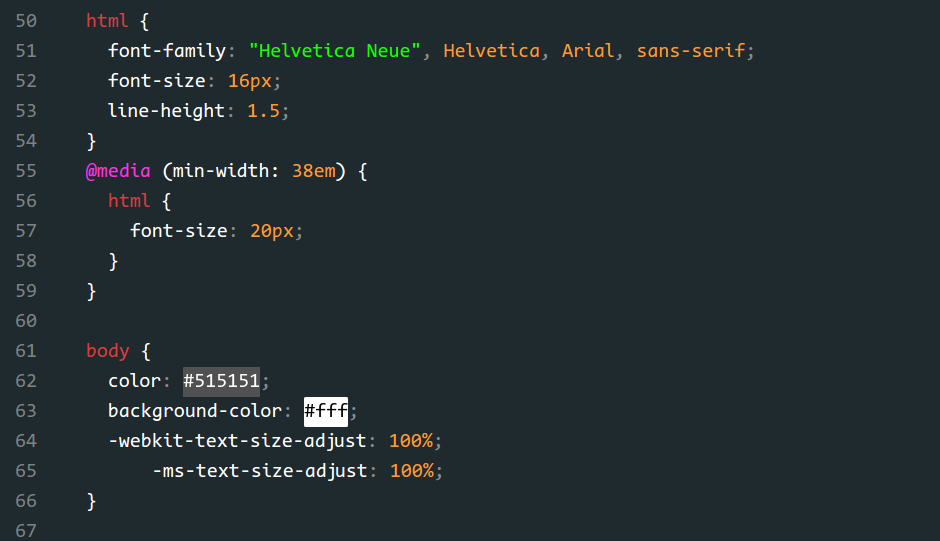 50 html {
51 font-family: "Helvetica Neue", Helvetica, Arial, sans-serif;
52 font-size: 16px;
53 line-height: 1.5;
54 }
55 @media (min-width: 38em) {
56 html {
57 font-size: 20px;
58 }
59 }
60
61 body {
62 color: #515151;
63 background-color: #fff;
64 -webkit-text-size-adjust: 100%;
65 -ms-text-size-adjust: 100%;
66 }
67